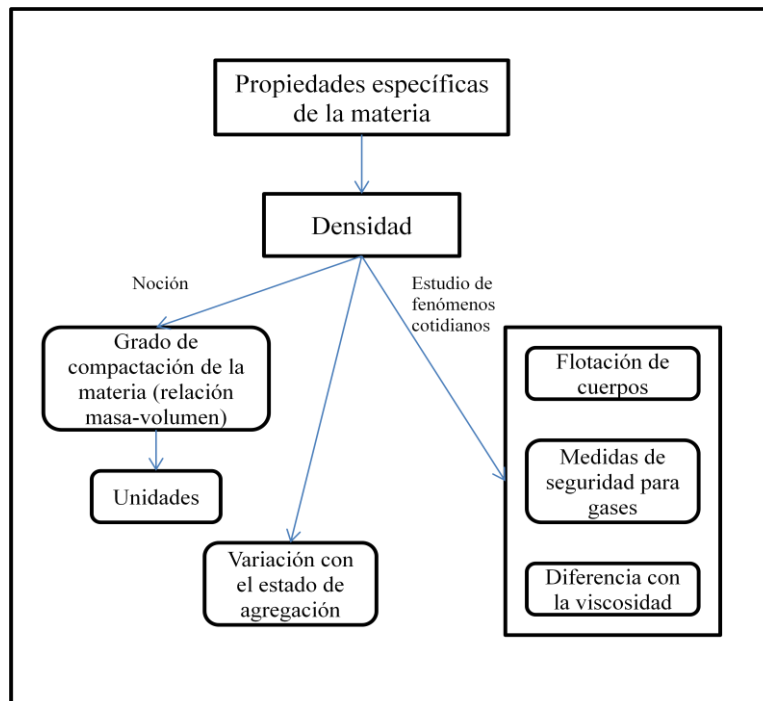 Propiedades específicas
de la materia
Densidad
Noción
Estudio de
fenómenos
cotidianos
Grado de
compactación de la
materia (relación
masa-volumen)
Unidades
Variación con
el estado de
agregación
Flotación de
cuerpos
Medidas de
seguridad para
gases
Diferencia con
la viscosidad